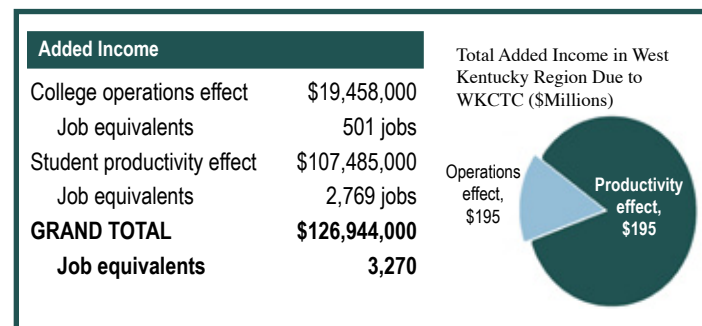 Added Income
College operations effect $19,458,000
Job equivalents 501 jobs
Student productivity effect $107,485,000
Job equivalents 2,769 jobs
GRAND TOTAL $126,944,000
Job equivalents 3,270
Total Added Income in West
Kentucky Region Due to
WKCTC ($Millions)
Operations
effect,
$195
Productivity
effect,
$195